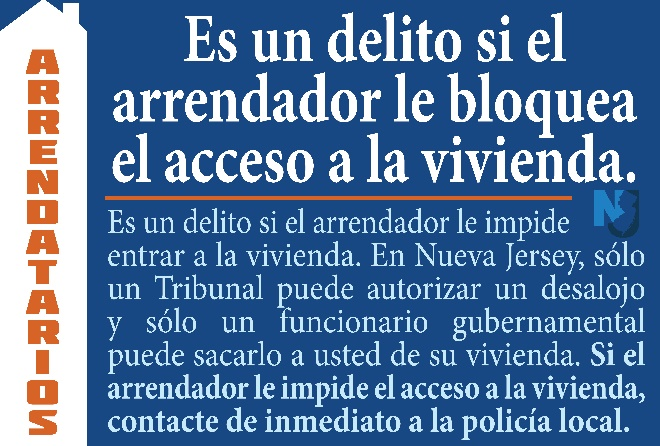 ARRENDATARIOS
Es un delito si el
arrendador le bloquea
el acceso a la vivienda.
Es un delito si el arrendador le impide
entrar a la vivienda. En Nueva Jersey, sólo
un Tribunal puede autorizar un desalojo
y sólo un funcionario gubernamental
puede sacarlo a usted de su vivienda. Si el
arrendador le impide el acceso a la vivienda,
contacte de inmediato a la policía local.
N